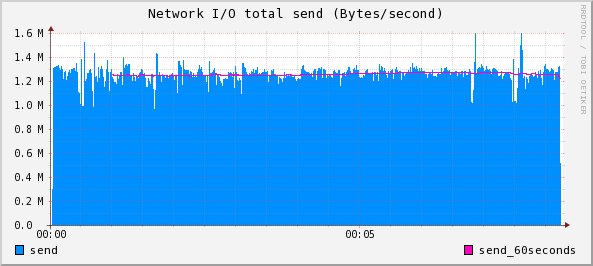 Network I/O total send (Bytes/second)
1.6 M
1.4 M
1.2 M
1.0 M
0.8 M
0.6 M
0.4 M
0.2 M
0.0
00:00 00:05
send send_60seconds
RRDTOOL / TOBI OETIKER